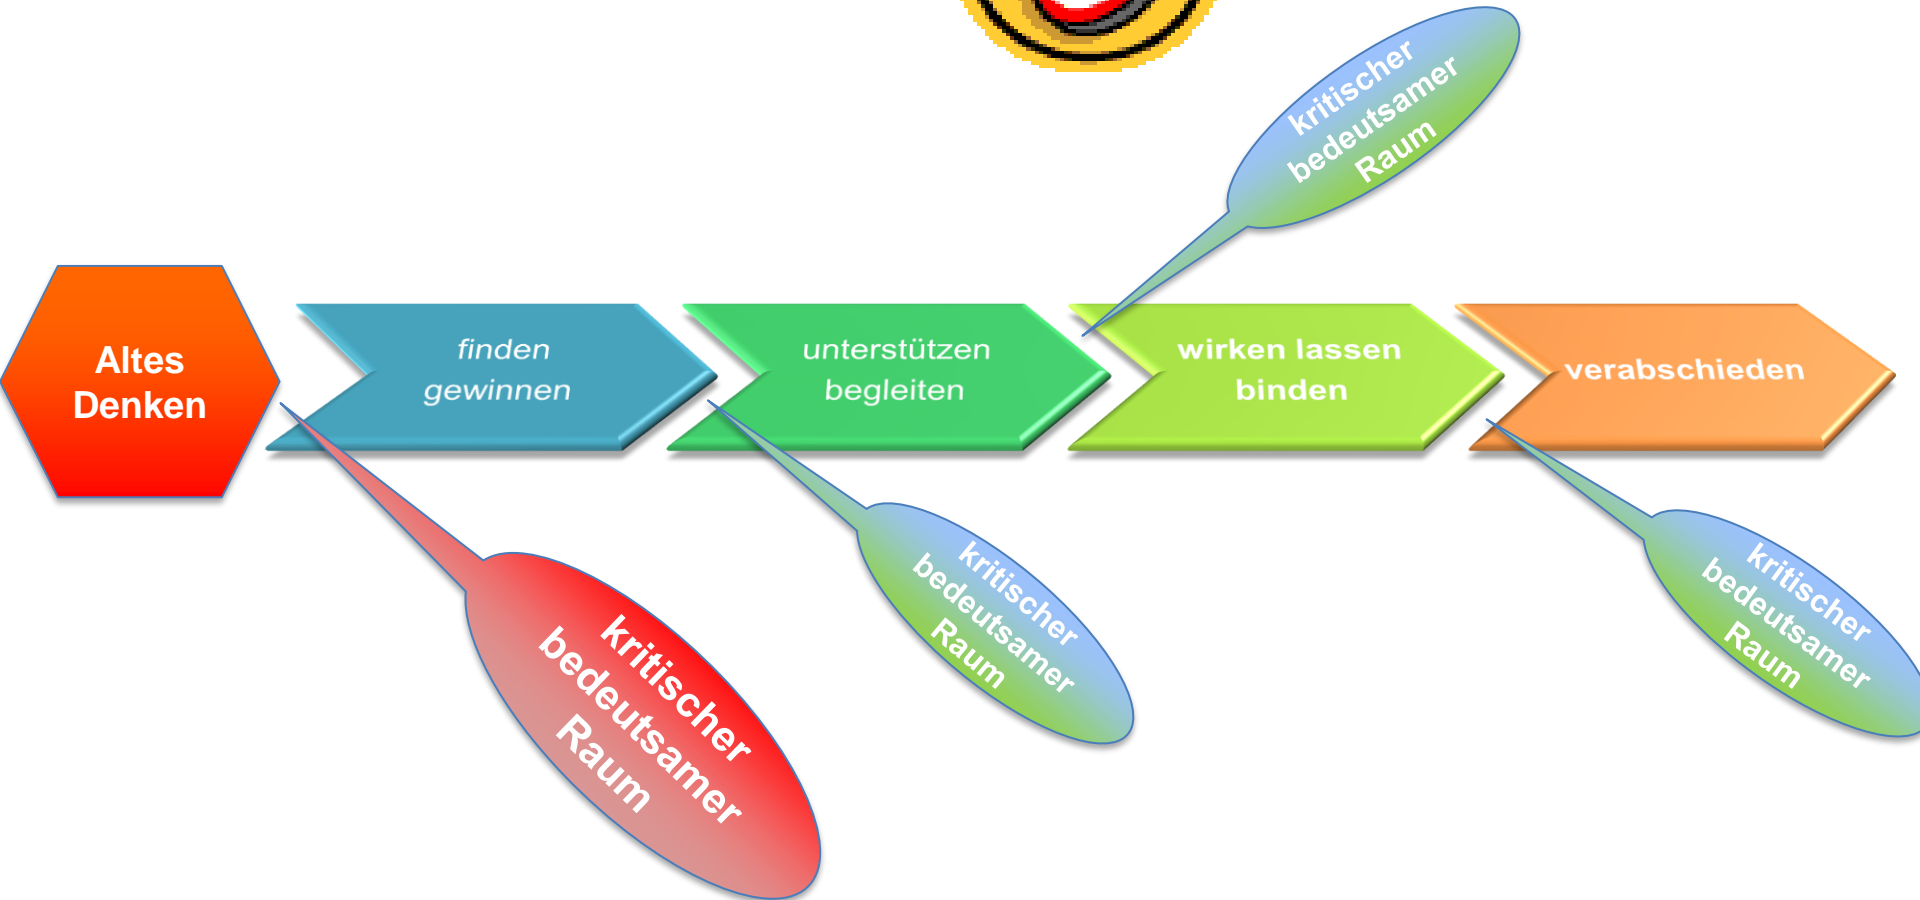 kritischer
bedeutsamer
Raum
Altes
Denken
finden
gewinnen
unterstützen
begleiten
wirken lassen
binden
verabschieden
kritischer
bedeutsamer
Raum
kritischer
bedeutsamer
Raum
kritischer
bedeutsamer
Raum